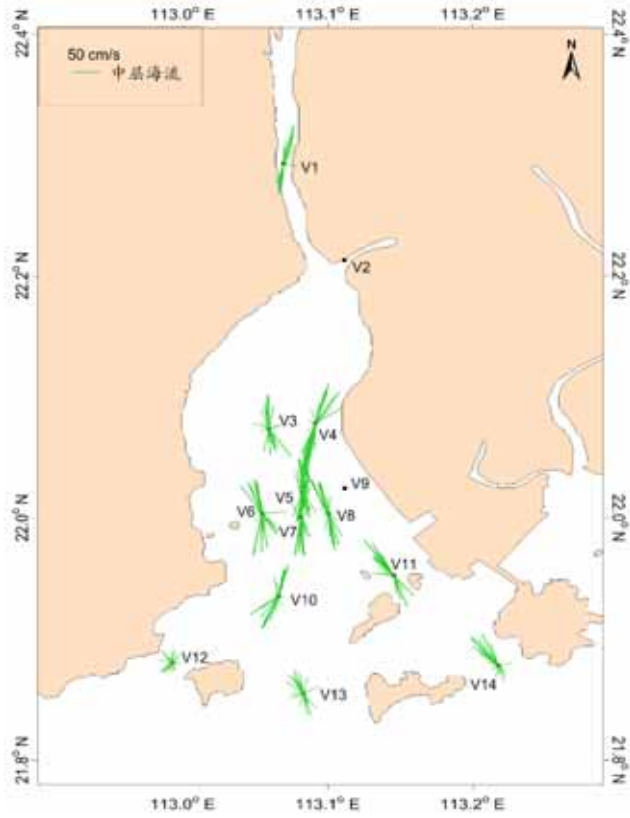 113.0° E 113.1° E 113.2° E
22.4° N 22.4° N
50 cm/s
中层海流
N
V1
22.2° N V2 22.2° N
V3
V4
V9
V5
V6 V8
22.0° N 22.0° N
V7
V11
V10
V12
V14
V13
21.8° N 21.8° N
113.0° E 113.1° E 113.2° E